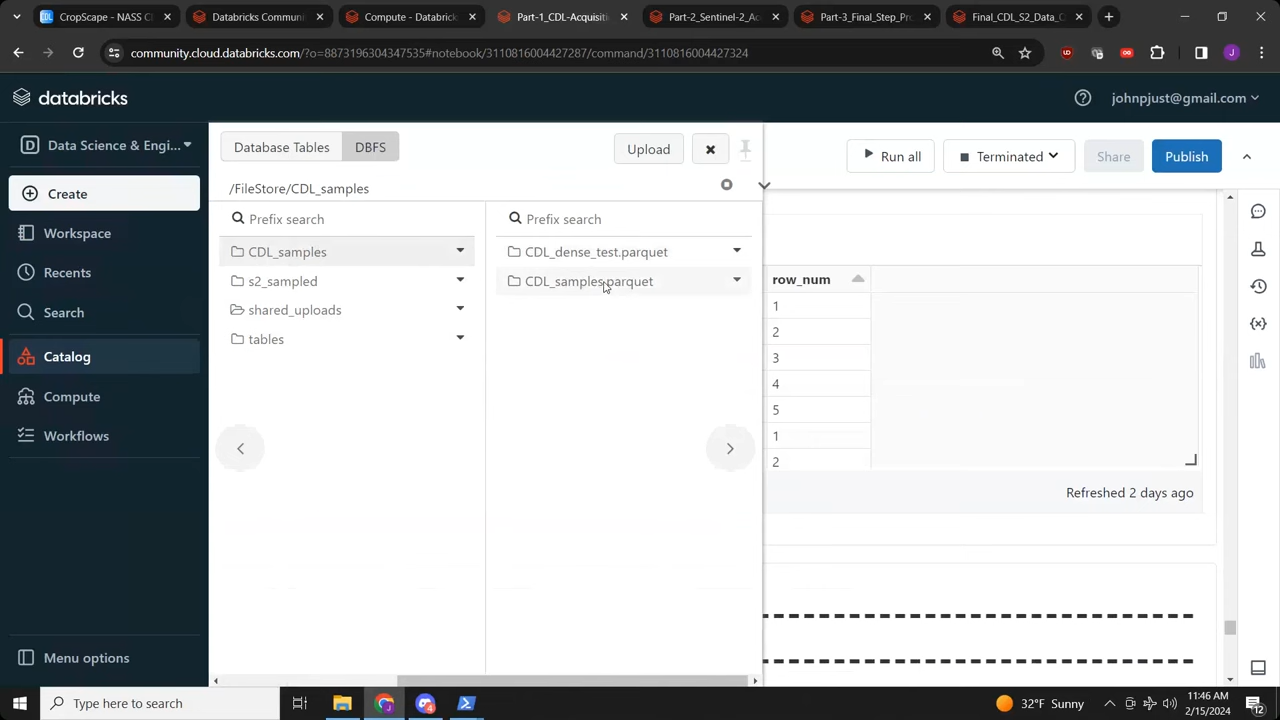 CropScape - NASS C
Databricks Communi
Compute - Databrick
Part-1_CDL-Acquisiti
Part-2_Sentinel-2_Ac
Part-3_Final_Step_Pr
Final_CDL_S2_Data_C
community.cloud.databricks.com/?o=8873196304347535#notebook/3110816004427287/command/3110816004427324
databricks
johnpjust@gmail.com
Data Science & Engi...
Database Tables
DBFS
Upload
Run all
Terminated
Share
Publish
/FileStore/CDL_samples
Create
Workspace
Recents
Search
Catalog
Compute
Workflows
Menu options
Prefix search
Prefix search
CDL_samples
s2_sampled
shared_uploads
tables
CDL_dense_test.parquet
CDL_samples.parquet
row_num
1
2
3
4
5
1
2
Refreshed 2 days ago
Type here to search
32°F Sunny
11:46 AM
2/15/2024
12